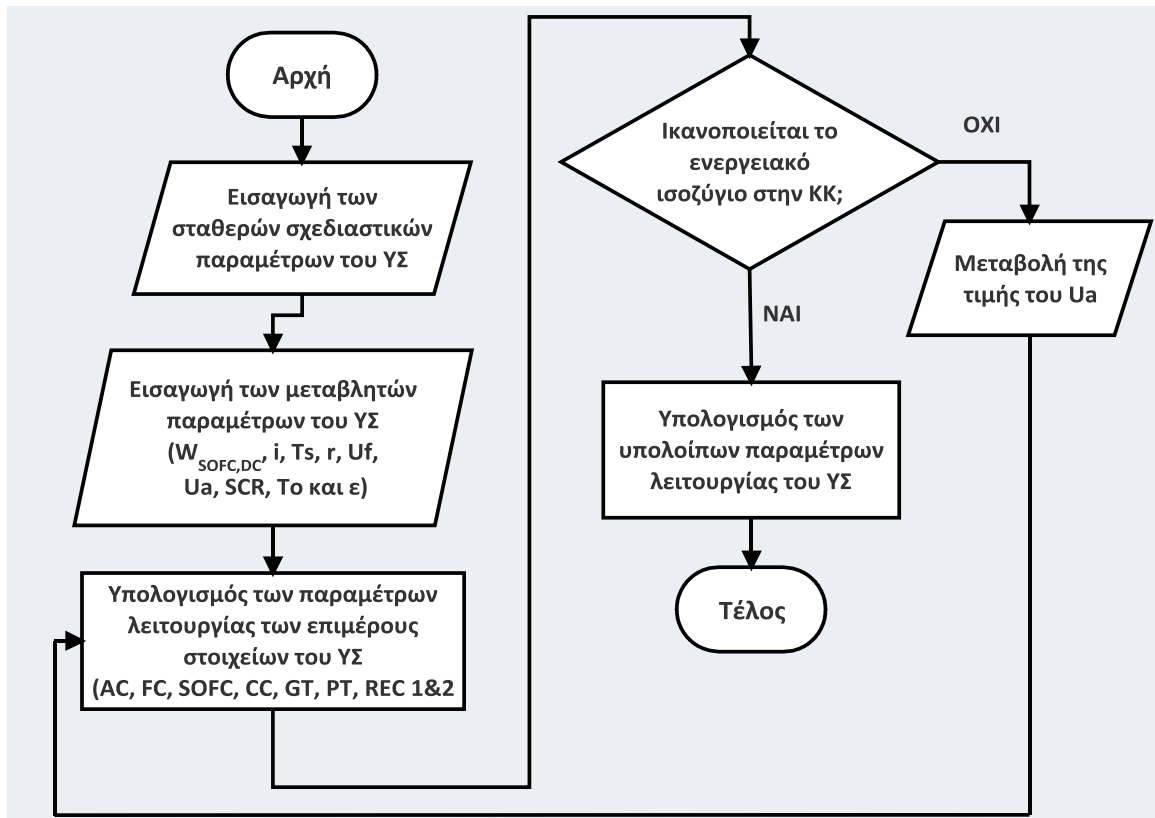 Αρχή
Εισαγωγή των
σταθερών σχεδιαστικών
παραμέτρων του ΥΣ
Εισαγωγή των μεταβλητών
παραμέτρων του ΥΣ
(W SOFC,DC, i, Ts, r, Uf,
Ua, SCR, To και ε)
Υπολογισμός των παραμέτρων
λειτουργίας των επιμέρους
στοιχείων του ΥΣ
(AC, FC, SOFC, CC, GT, PT, REC 1&2
Ικανοποιείται το
ενεργειακό
ισοζύγιο στην ΚΚ;
ΟΧΙ
Μεταβολή της
τιμής του Ua
ΝΑΙ
Υπολογισμός των
υπολοίπων παραμέτρων
λειτουργίας του ΥΣ
Τέλος